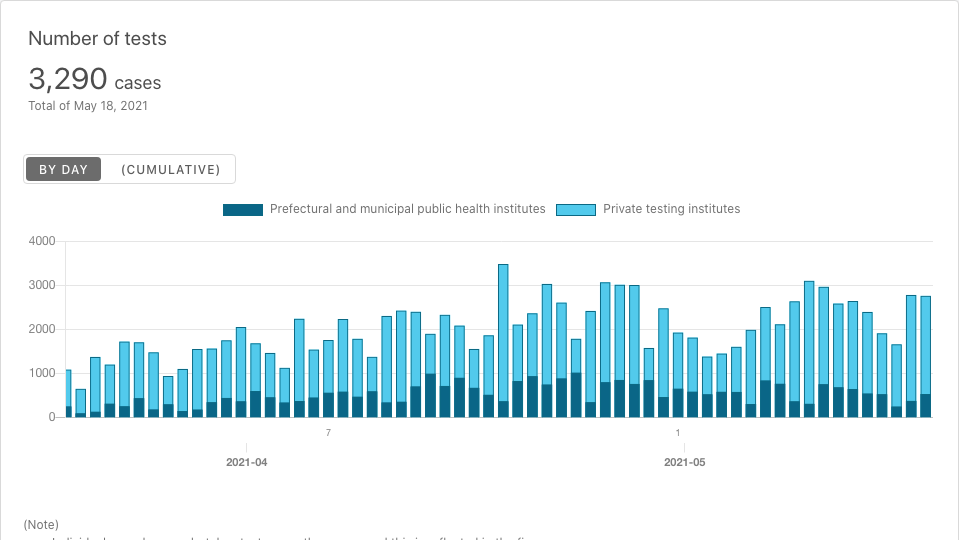 Number of tests
3,290 cases
Total of May 18, 2021
BY DAY (CUMULATIVE)
Prefectural and municipal public health institutes Private testing institutes
4000
3000
2000
1000
0
7 1
2021-04 2021-05
(Note)